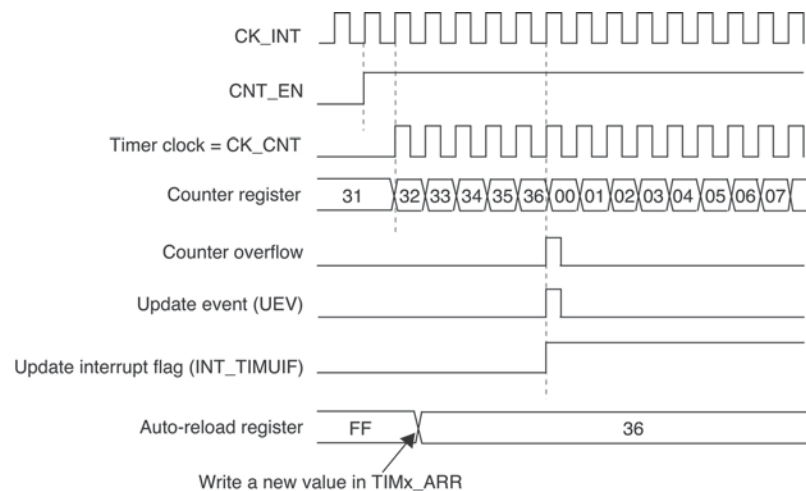 CK_INT
CNT_EN
Timer clock = CK_CNT
Counter register 31 32 33 34 35 36 00 01 02 03 04 05 06 07
Counter overflow
Update event (UEV)
Update interrupt flag (INT_TIMUIF)
Auto-reload register FF 36
Write a new value in TIMx_ARR